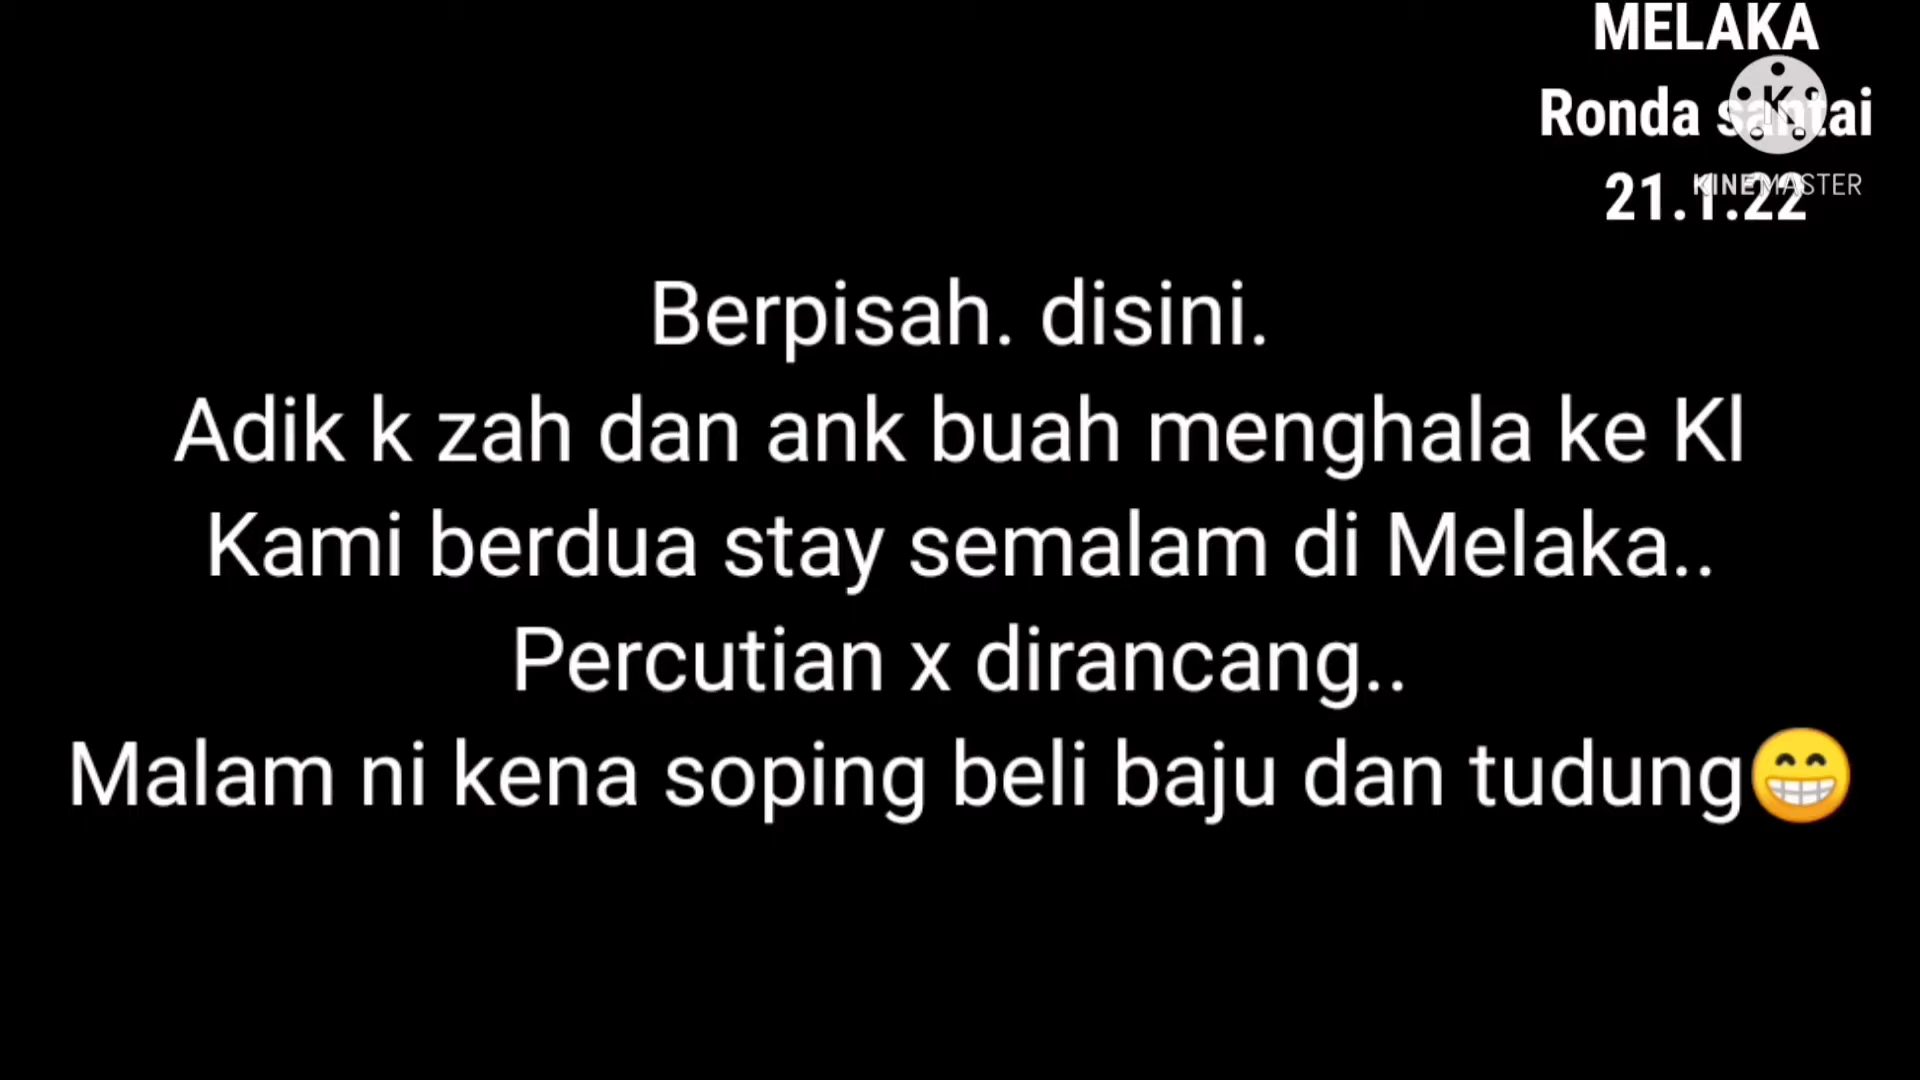 MELAKA
Ronda santai
21.1.22
K
KINEMASTER
Berpisah. disini.
Adik k zah dan ank buah menghala ke Kl
Kami berdua stay semalam di Melaka..
Percutian x dirancang..
Malam ni kena soping beli baju dan tudung😁